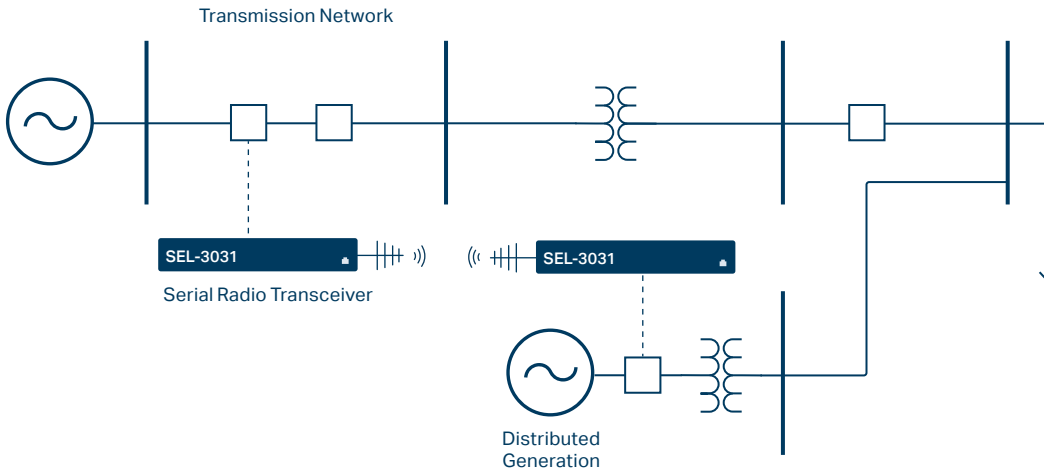 Transmission Network
SEL-3031
SEL-3031
Serial Radio Transceiver
Distributed
Generation